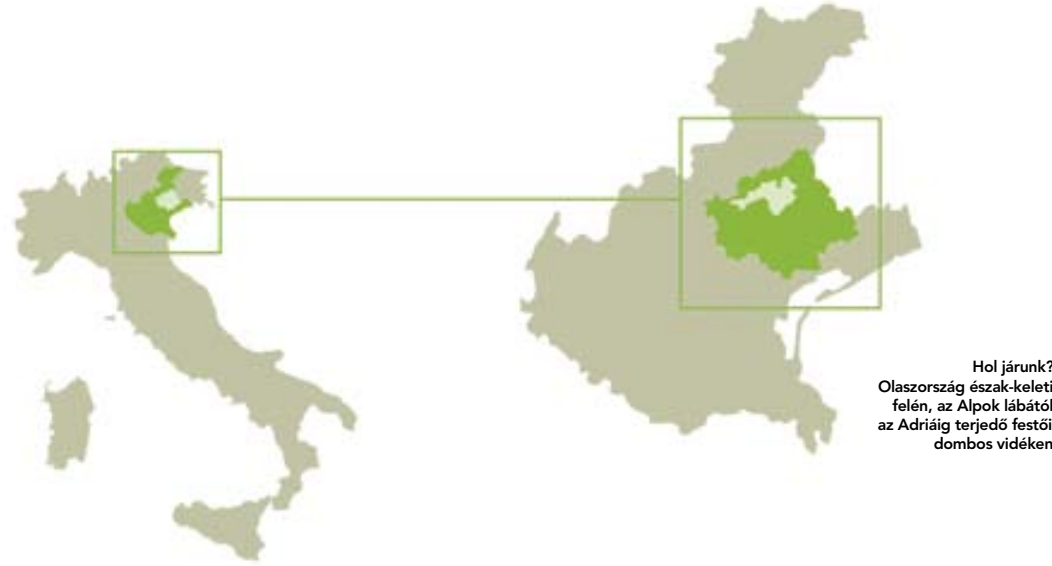 Hol járunk?
Olaszország észak-keleti
felén, az Alpok lábától
az Adriáig terjedő festői
dombos vidéken